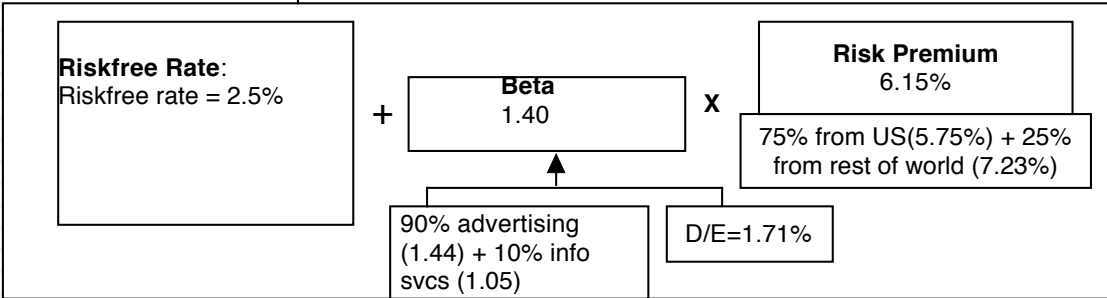 Riskfree Rate:
Riskfree rate = 2.5%
+
Beta
1.40
X
Risk Premium
6.15%
75% from US(5.75%) + 25%
from rest of world (7.23%)
90% advertising
(1.44) + 10% info
svcs (1.05)
D/E=1.71%